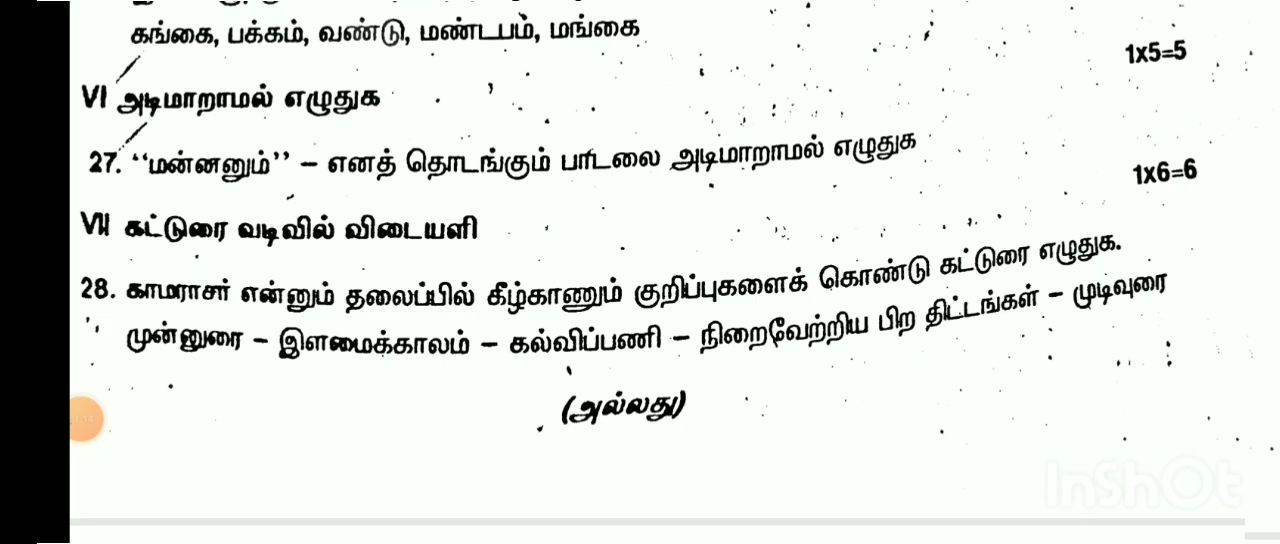 கங்கை, பக்கம், வண்டு, மண்டபம், மங்கை
1x5=5
VI அடிமாறாமல் எழுதுக
27. "மன்னனும்" – எனத் தொடங்கும் பாடலை அடிமாறாமல் எழுதுக
1x6=6
VII கட்டுரை வடிவில் விடையளி
28. காமராசர் என்னும் தலைப்பில் கீழ்காணும் குறிப்புகளைக் கொண்டு கட்டுரை எழுதுக.
முன்னுரை – இளமைக்காலம் – கல்விப்பணி – நிறைவேற்றிய பிற திட்டங்கள் – முடிவுரை
(அல்லது)
InShOt